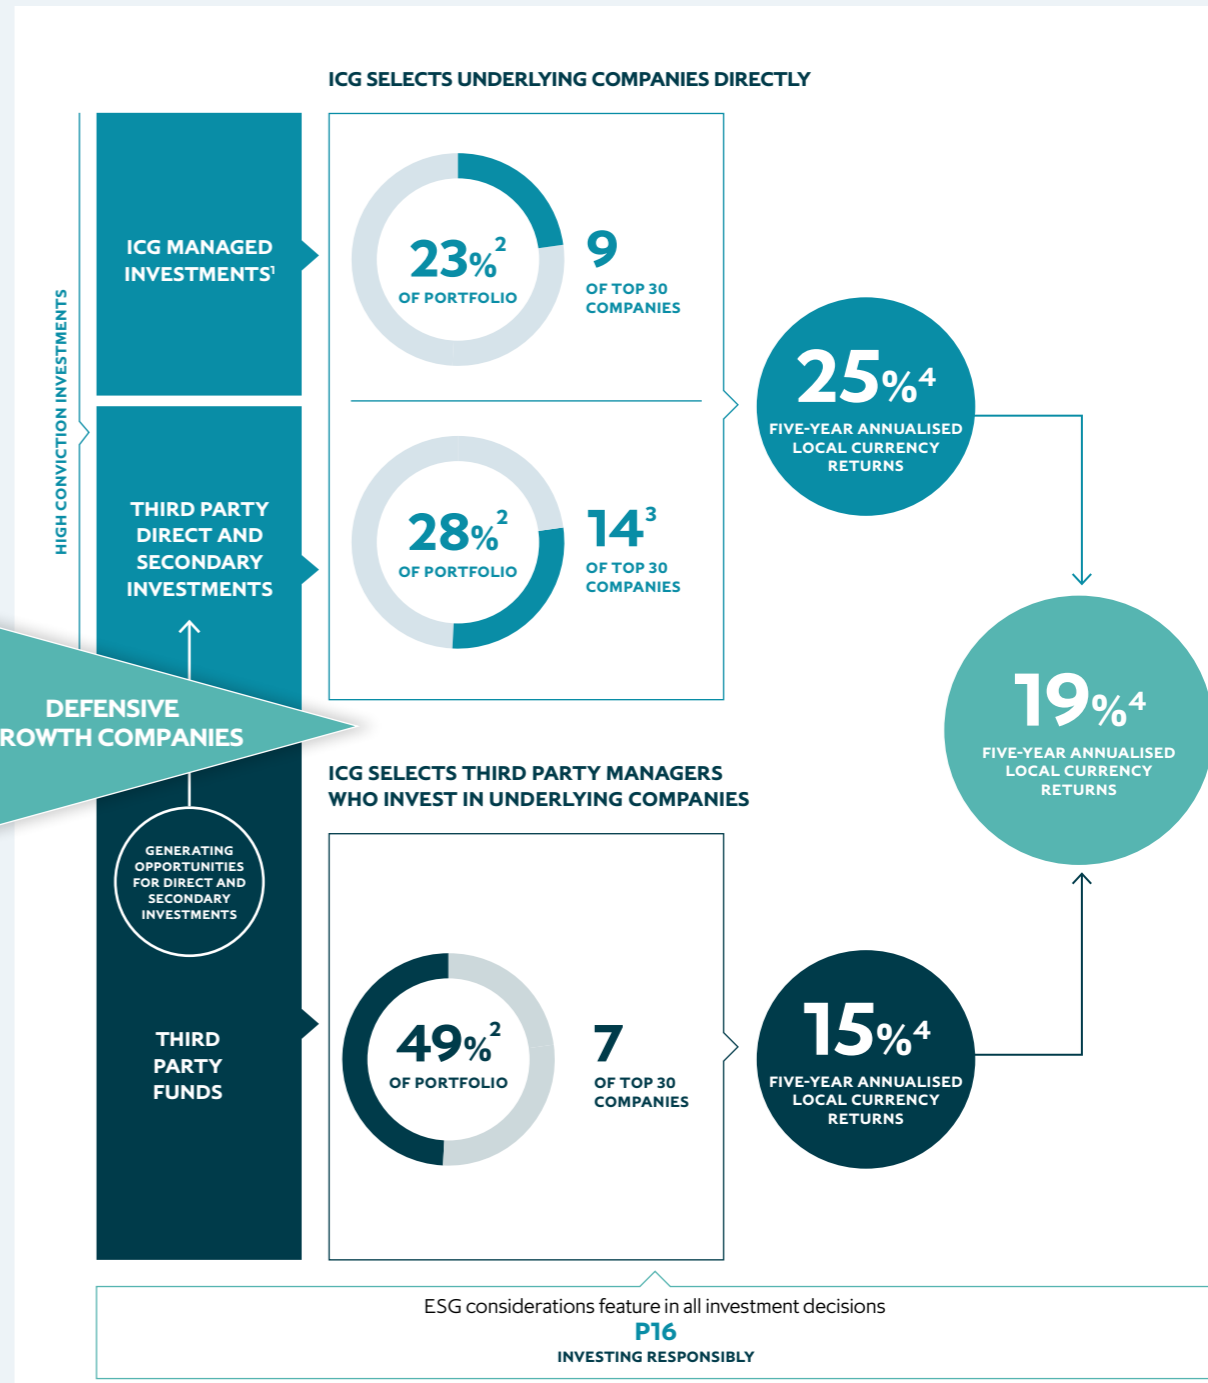 ICG SELECTS UNDERLYING COMPANIES DIRECTLY
HIGH CONVICTION INVESTMENTS
ICG MANAGED
INVESTMENTS¹
23%²
OF PORTFOLIO
9
OF TOP 30
COMPANIES
THIRD PARTY
DIRECT AND
SECONDARY
INVESTMENTS
28%²
OF PORTFOLIO
14³
OF TOP 30
COMPANIES
25%⁴
FIVE-YEAR ANNUALISED
LOCAL CURRENCY
RETURNS
DEFENSIVE
ROWTH COMPANIES
19%⁴
FIVE-YEAR ANNUALISED
LOCAL CURRENCY
RETURNS
ICG SELECTS THIRD PARTY MANAGERS
WHO INVEST IN UNDERLYING COMPANIES
GENERATING
OPPORTUNITIES
FOR DIRECT AND
SECONDARY
INVESTMENTS
THIRD
PARTY
FUNDS
49%²
OF PORTFOLIO
7
OF TOP 30
COMPANIES
15%⁴
FIVE-YEAR ANNUALISED
LOCAL CURRENCY
RETURNS
ESG considerations feature in all investment decisions
P16
INVESTING RESPONSIBLY